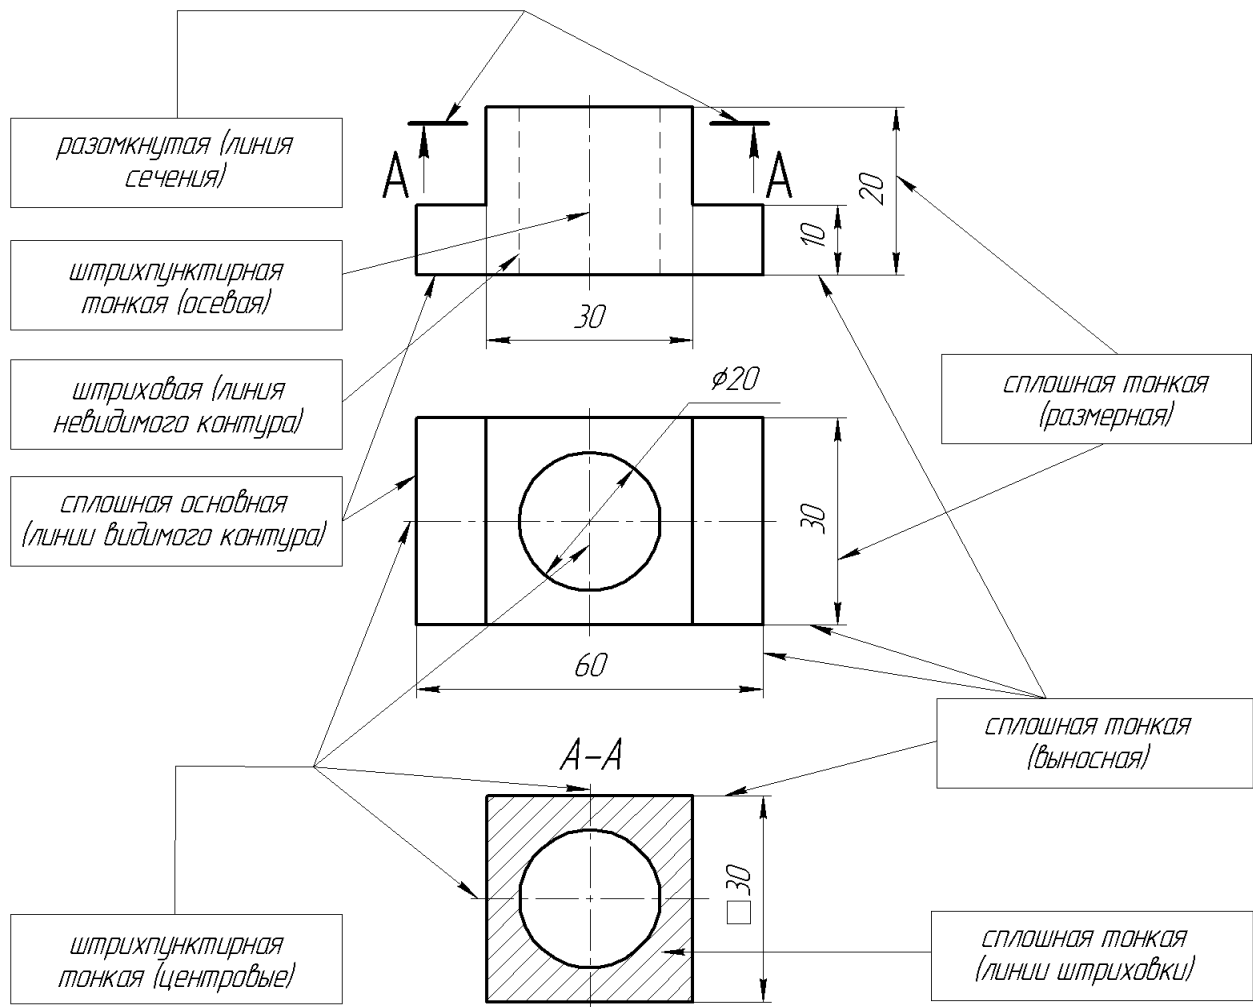 разомкнутая (линия
сечения)
А
А
20
10
штрихпунктирная
тонкая (осевая)
30
штриховая (линия
невидимого контура)
ϕ20
сплошная тонкая
(размерная)
сплошная основная
(линии видимого контура)
30
60
сплошная тонкая
(выносная)
А-А
□30
штрихпунктирная
тонкая (центровые)
сплошная тонкая
(линии штриховки)